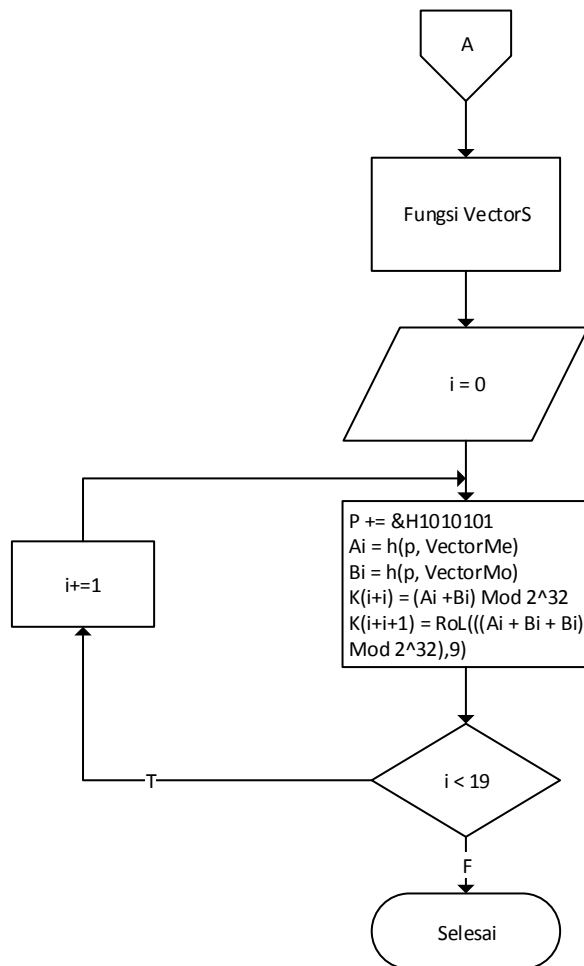 A
Fungsi VectorS
i = 0
P += &H1010101
Ai = h(p, VectorMe)
Bi = h(p, VectorMo)
K(i+i) = (Ai +Bi) Mod 2^32
K(i+i+1) = RoL(((Ai + Bi + Bi)
Mod 2^32),9)
i+=1
i < 19
T
F
Selesai